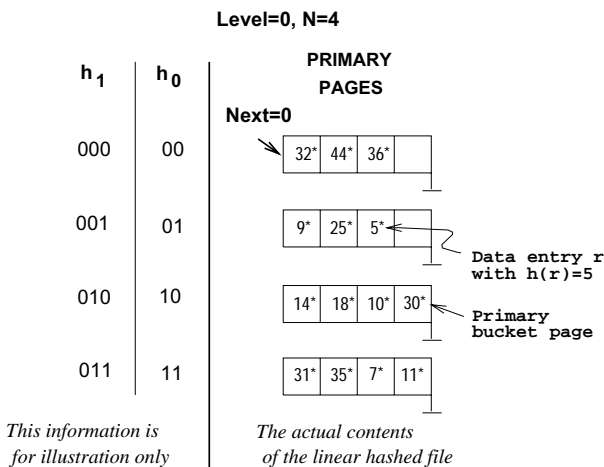 Level=0, N=4
h1 h0 PRIMARY PAGES
Next=0
000 00 32* 44* 36*
001 01 9* 25* 5*
Data entry r
with h(r)=5
010 10 14* 18* 10* 30*
Primary
bucket page
011 11 31* 35* 7* 11*
This information is
for illustration only
The actual contents
of the linear hashed file